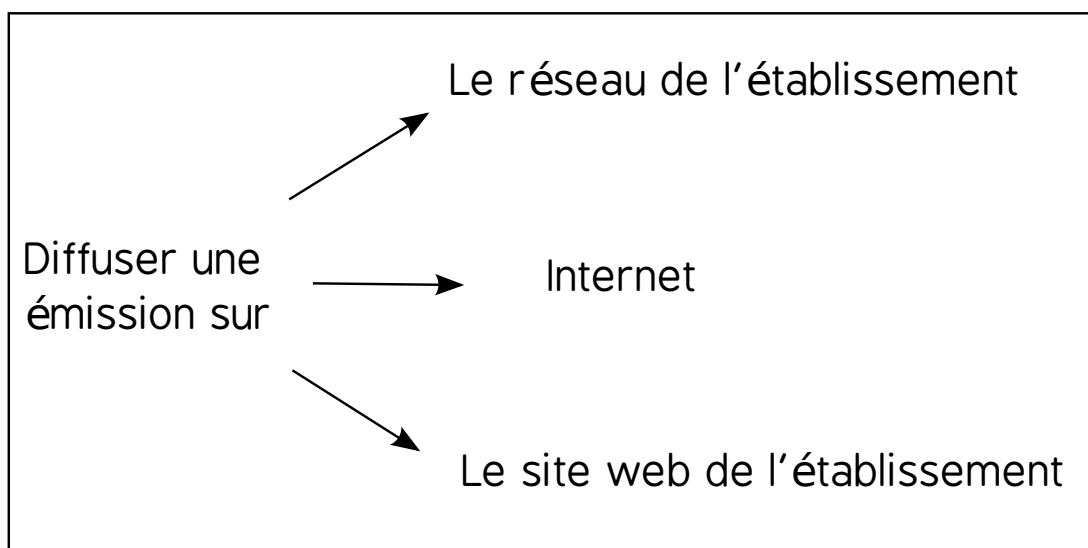 Le réseau de l'établissement
Diffuser une
émission sur
Internet
Le site web de l'établissement